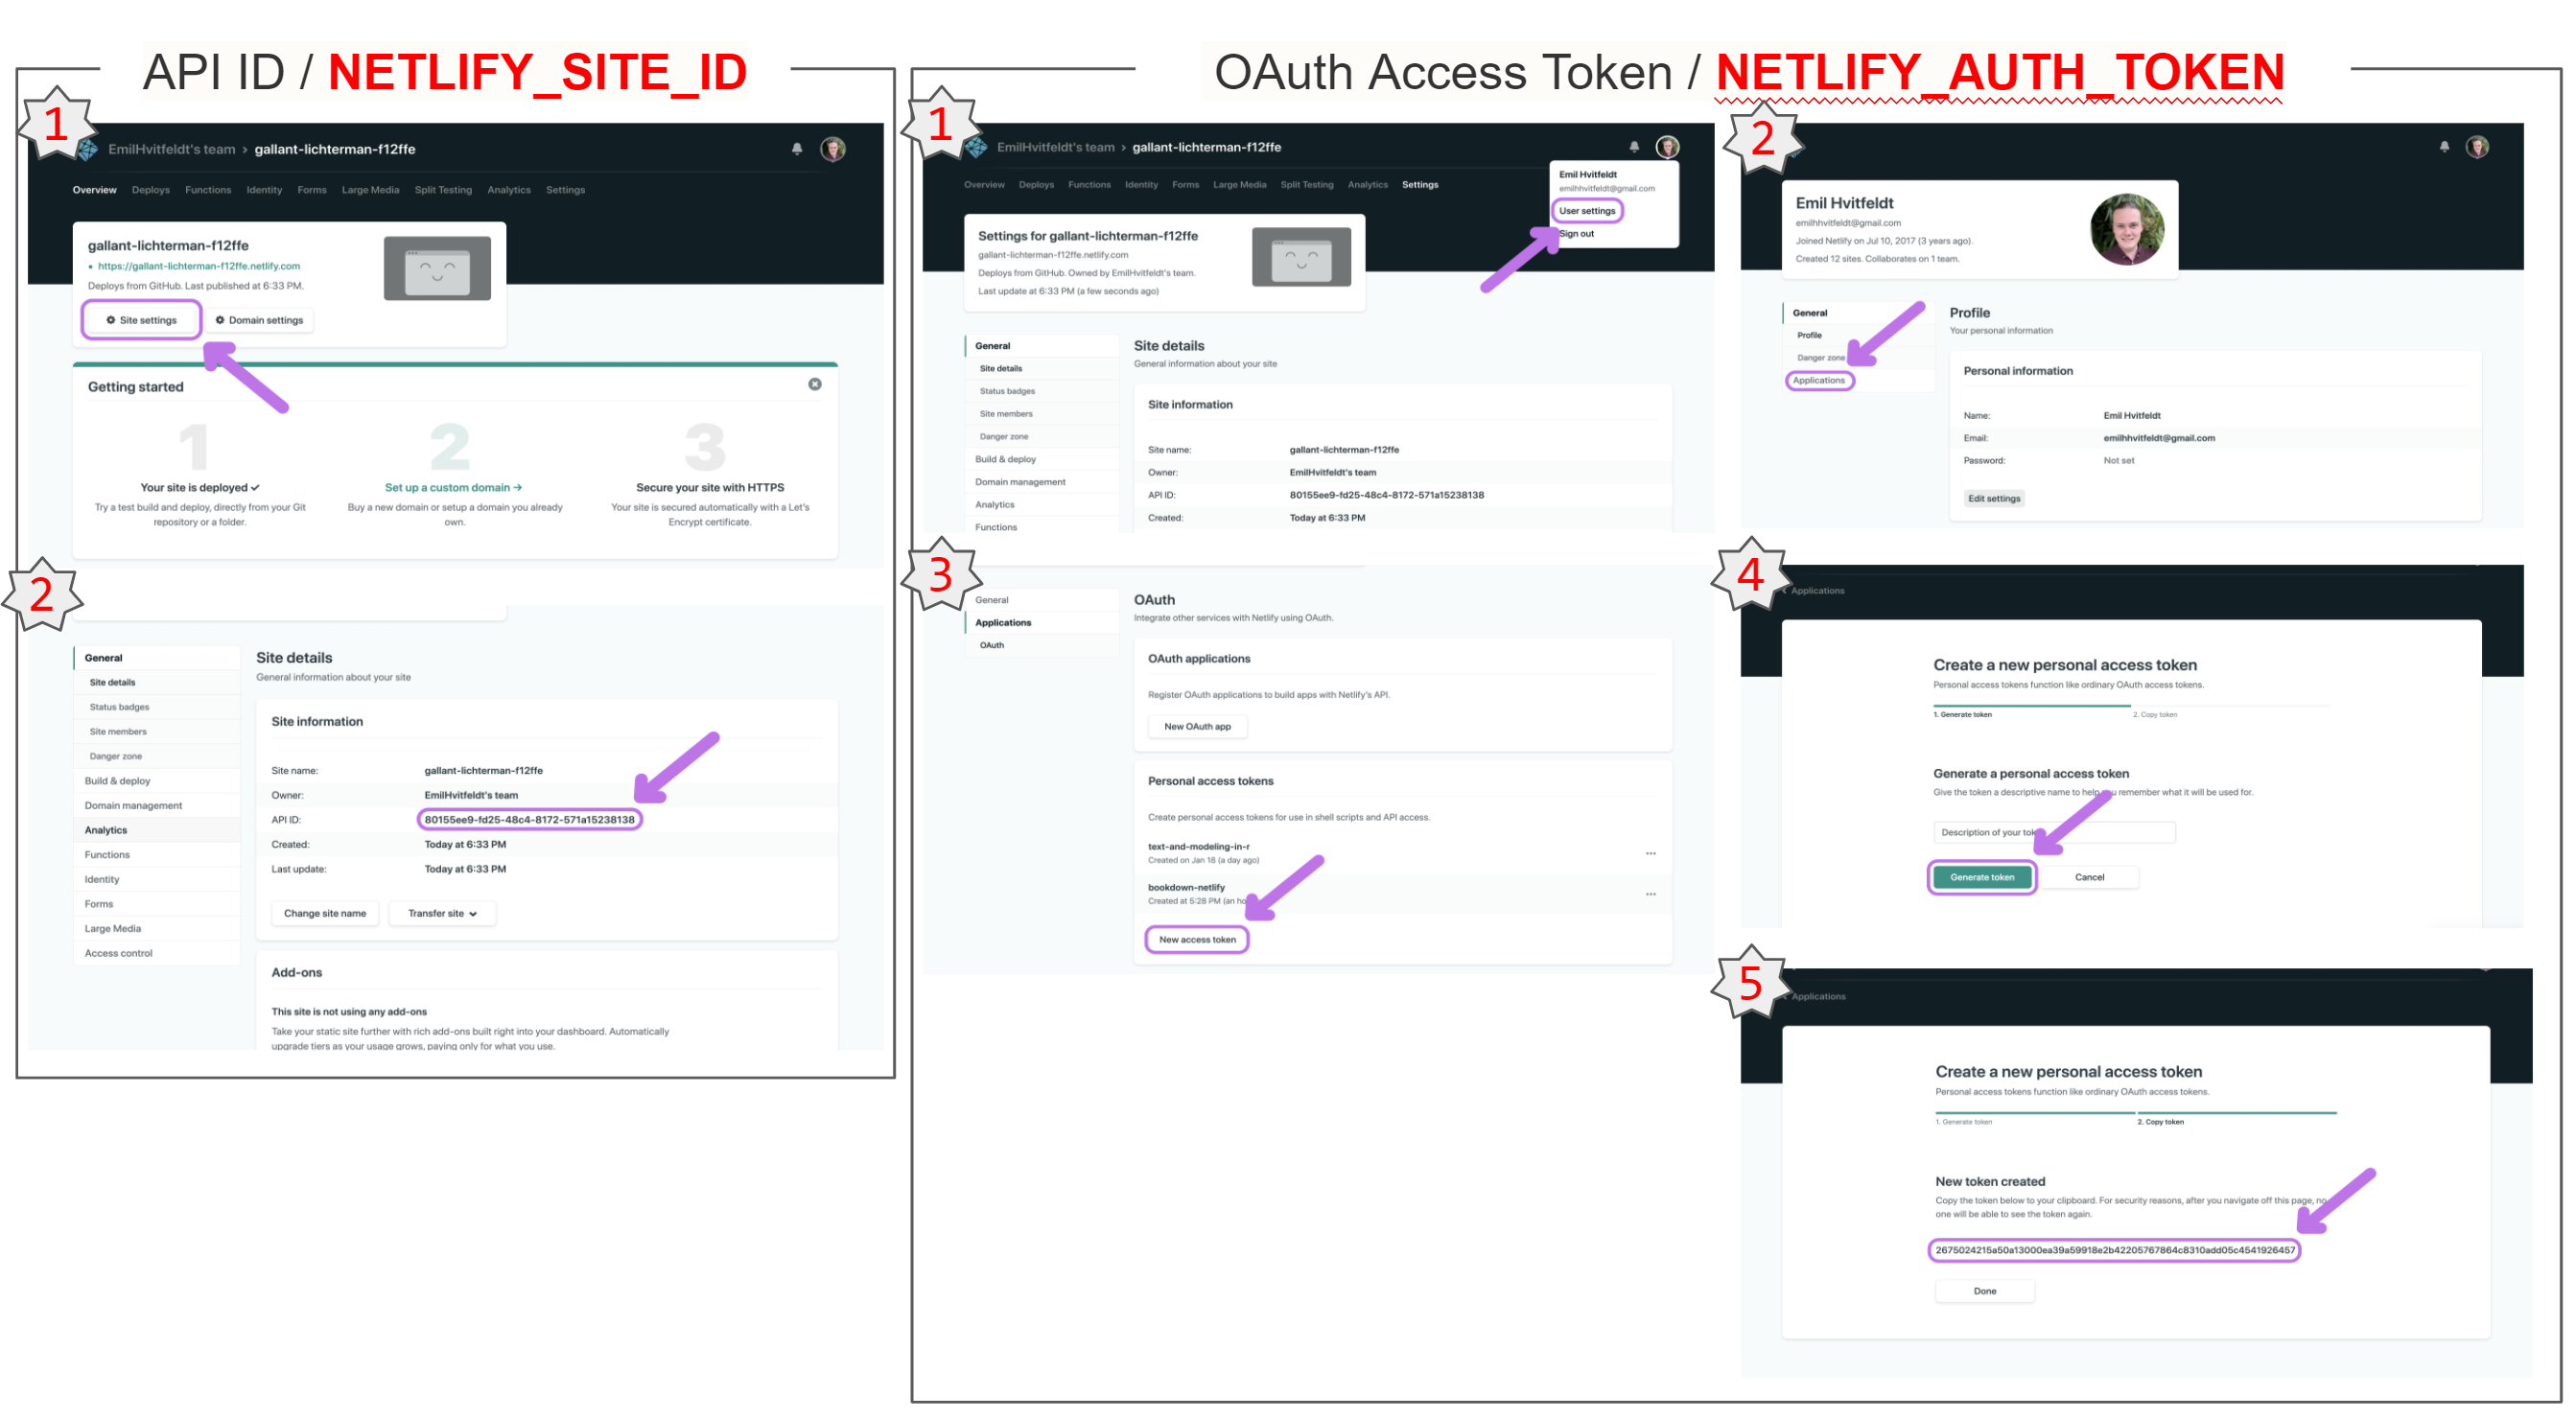 API ID / NETLIFY_SITE_ID
1
EmilHvitfeldt's team > gallant-lichterman-f12ffe
Overview Deploys Functions Identity Forms Large Media Split Testing Analytics Settings
gallant-lichterman-f12ffe
https://gallant-lichterman-f12ffe.netlify.com
Deploys from GitHub. Last published at 6:33 PM.
Site settings Domain settings
Getting started
1 2 3
Your site is deployed ✓
Try a test build and deploy, directly from your Git
repository or a folder.
Set up a custom domain →
Buy a new domain or setup a domain you already
own.
Secure your site with HTTPS
Your site is secured automatically with a Let's
Encrypt certificate.
2
General
Site details
Status badges
Site members
Danger zone
Build & deploy
Domain management
Analytics
Functions
Identity
Forms
Large Media
Access control
Site details
General information about your site
Site information
Site name: gallant-lichterman-f12ffe
Owner: EmilHvitfeldt's team
API ID: 80155ee9-fd25-48c4-8172-571a15238138
Created: Today at 6:33 PM
Last update: Today at 6:33 PM
Change site name Transfer site
Add-ons
This site is not using any add-ons
Take your static site further with rich add-ons built right into your dashboard. Automatically
upgrade tiers as your usage grows, paying only for what you use.
OAuth Access Token / NETLIFY_AUTH_TOKEN
1
EmilHvitfeldt's team > gallant-lichterman-f12ffe
Overview Deploys Functions Identity Forms Large Media Split Testing Analytics Settings
Emil Hvitfeldt
emilhhvitfeldt@gmail.com
User settings
Sign out
Settings for gallant-lichterman-f12ffe
gallant-lichterman-f12ffe.netlify.com
Deploys from GitHub. Owned by EmilHvitfeldt's team.
Last update at 6:33 PM (a few seconds ago)
General
Site details
Status badges
Site members
Danger zone
Build & deploy
Domain management
Analytics
Functions
Site details
General information about your site
Site information
Site name: gallant-lichterman-f12ffe
Owner: EmilHvitfeldt's team
API ID: 80155ee9-fd25-48c4-8172-571a15238138
Created: Today at 6:33 PM
2
Emil Hvitfeldt
emilhhvitfeldt@gmail.com
Joined Netlify on Jul 10, 2017 (3 years ago).
Created 12 sites. Collaborates on 1 team.
General
Profile
Danger zone
Applications
Profile
Your personal information
Personal information
Name: Emil Hvitfeldt
Email: emilhhvitfeldt@gmail.com
Password: Not set
Edit settings
3
General
Applications
OAuth
OAuth
Integrate other services with Netlify using OAuth.
OAuth applications
Register OAuth applications to build apps with Netlify's API.
New OAuth app
Personal access tokens
Create personal access tokens for use in shell scripts and API access.
text-and-modeling-in-r
Created on Jan 18 (a day ago)
bookdown-netlify
Created at 5:28 PM (an
New access token
4
Applications
Create a new personal access token
Personal access tokens function like ordinary OAuth access tokens.
1. Generate token 2. Copy token
Generate a personal access token
Give the token a descriptive name to help remember what it will be used for.
Description of your
Generate token Cancel
5
Applications
Create a new personal access token
Personal access tokens function like ordinary OAuth access tokens.
1. Generate token 2. Copy token
New token created
Copy the token below to your clipboard. For security reasons, after you navigate off this page, no
one will be able to see the token again.
2675024215a50a13000ea39a59918e2b42205767864c8310add05c4541926457
Done